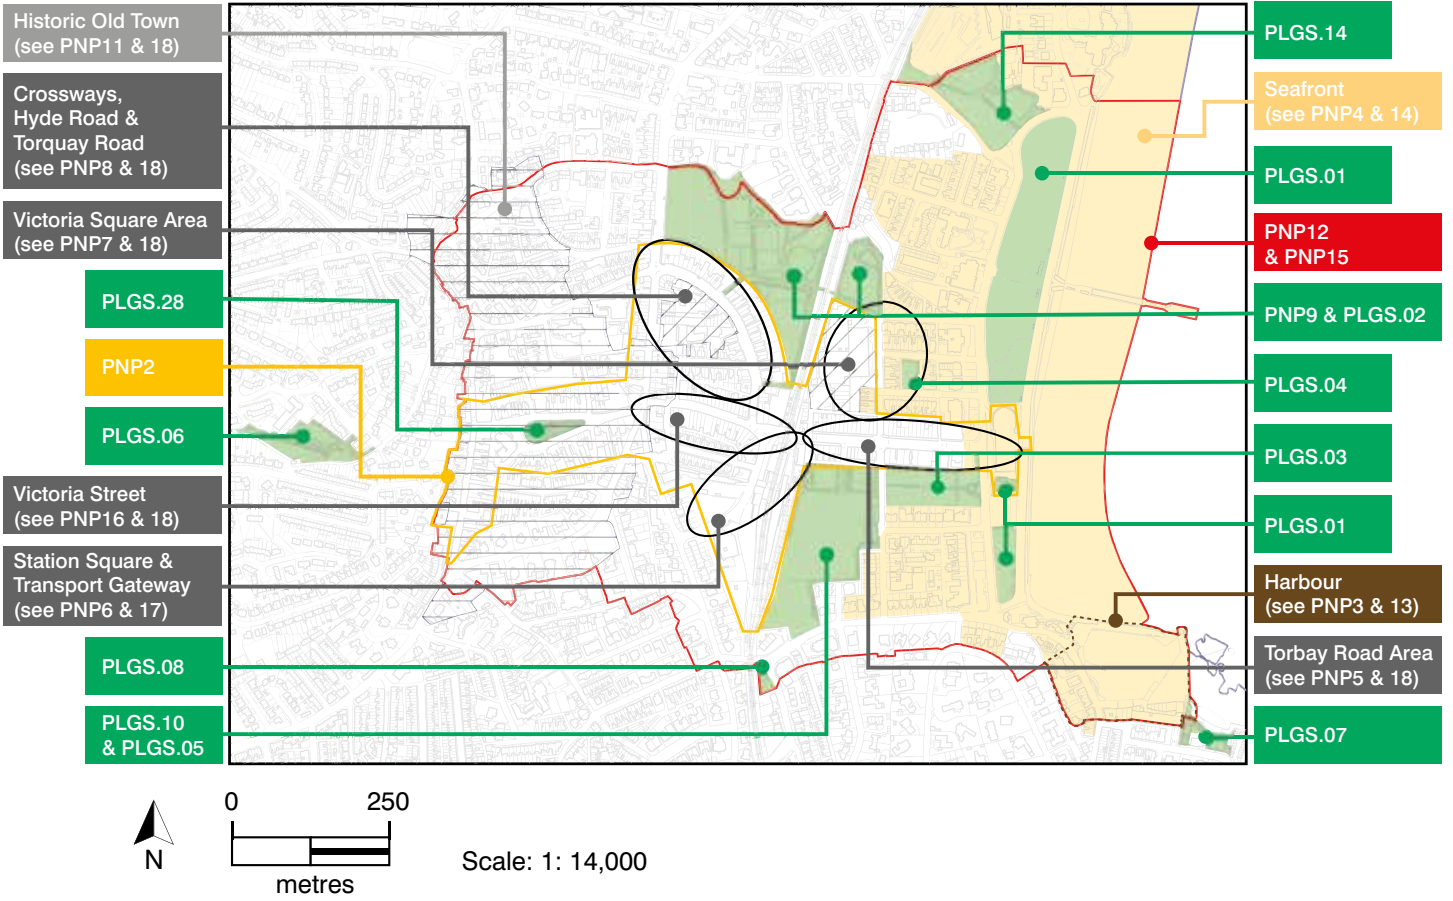 Historic Old Town
(see PNP11 & 18)
Crossways,
Hyde Road &
Torquay Road
(see PNP8 & 18)
Victoria Square Area
(see PNP7 & 18)
PLGS.28
PNP2
PLGS.06
Victoria Street
(see PNP16 & 18)
Station Square &
Transport Gateway
(see PNP6 & 17)
PLGS.08
PLGS.10
& PLGS.05
PLGS.14
Seafront
(see PNP4 & 14)
PLGS.01
PNP12
& PNP15
PNP9 & PLGS.02
PLGS.04
PLGS.03
PLGS.01
Harbour
(see PNP3 & 13)
Torbay Road Area
(see PNP5 & 18)
PLGS.07
N
0 250
metres
Scale: 1: 14,000